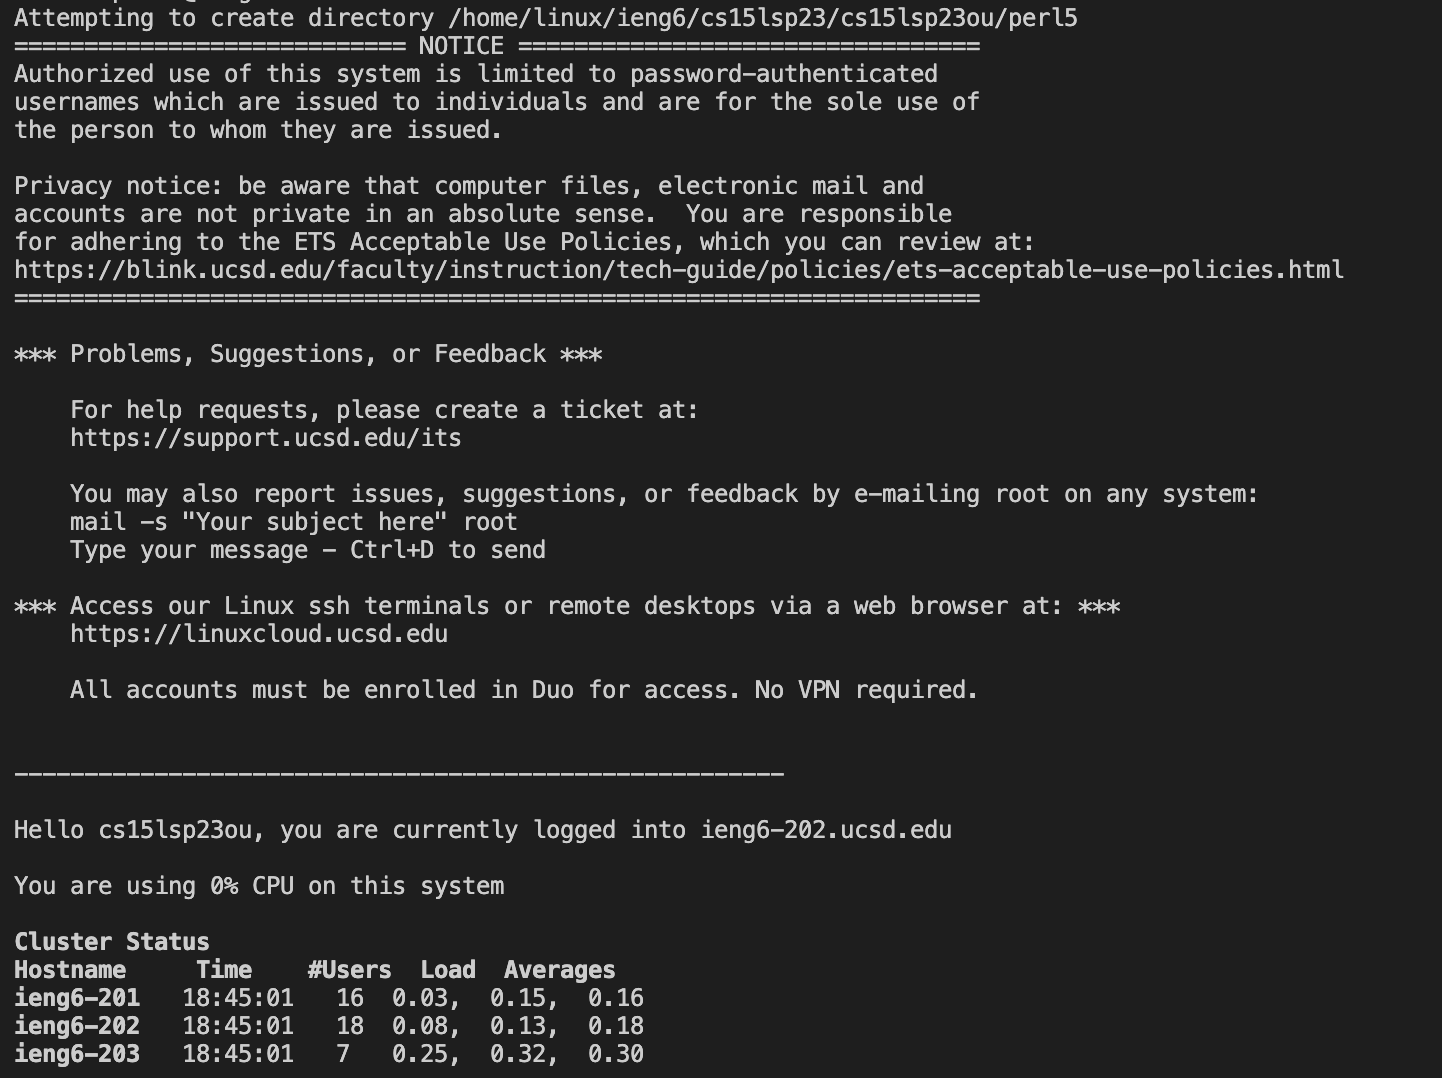 Attempting to create directory /home/linux/ieng6/cs15lsp23/cs15lsp23ou/perl5
============================ NOTICE =================================
Authorized use of this system is limited to password-authenticated
usernames which are issued to individuals and are for the sole use of
the person to whom they are issued.

Privacy notice: be aware that computer files, electronic mail and
accounts are not private in an absolute sense.  You are responsible
for adhering to the ETS Acceptable Use Policies, which you can review at:
https://blink.ucsd.edu/faculty/instruction/tech-guide/policies/ets-acceptable-use-policies.html
=====================================================================

*** Problems, Suggestions, or Feedback ***

    For help requests, please create a ticket at:
    https://support.ucsd.edu/its

    You may also report issues, suggestions, or feedback by e-mailing root on any system:
    mail -s "Your subject here" root
    Type your message - Ctrl+D to send

*** Access our Linux ssh terminals or remote desktops via a web browser at: ***
    https://linuxcloud.ucsd.edu

    All accounts must be enrolled in Duo for access. No VPN required.


-------------------------------------------------------

Hello cs15lsp23ou, you are currently logged into ieng6-202.ucsd.edu

You are using 0% CPU on this system

Cluster Status
Hostname     Time    #Users  Load  Averages
ieng6-201   18:45:01   16  0.03,  0.15,  0.16
ieng6-202   18:45:01   18  0.08,  0.13,  0.18
ieng6-203   18:45:01   7   0.25,  0.32,  0.30